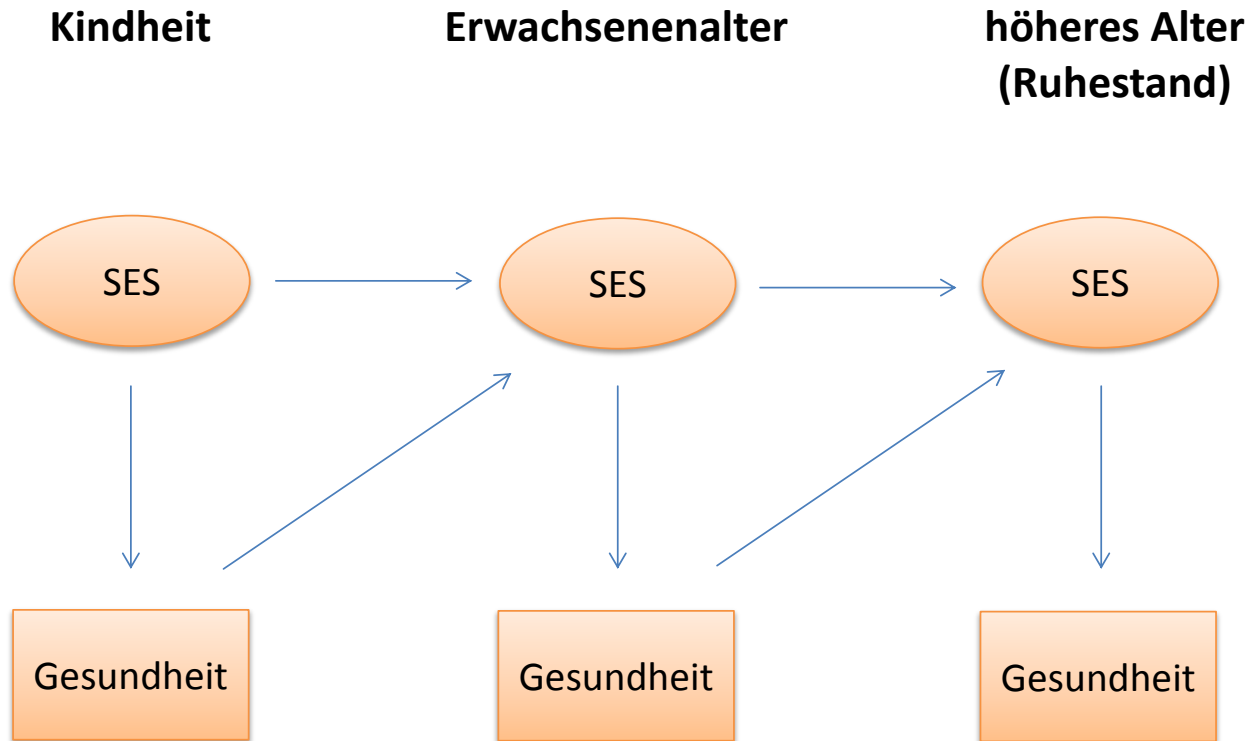 Kindheit
Erwachsenenalter
höheres Alter
(Ruhestand)
SES
SES
SES
Gesundheit
Gesundheit
Gesundheit